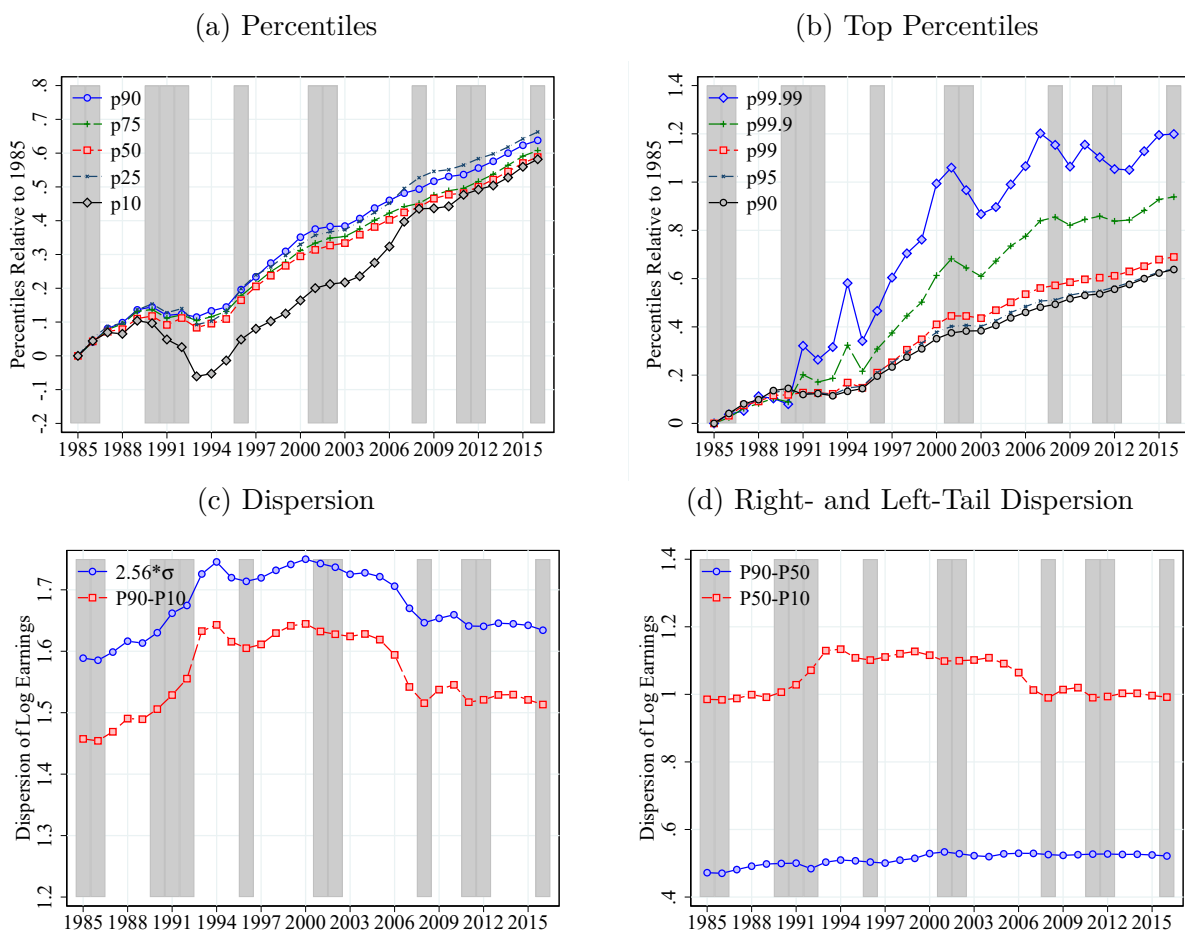 (a) Percentiles
Percentiles Relative to 1985
.8
.7
.6
.5
.4
.3
.2
.1
0
-.1
-.2
p90
p75
p50
p25
p10
1985 1988 1991 1994 1997 2000 2003 2006 2009 2012 2015
(b) Top Percentiles
Percentiles Relative to 1985
1.4
1.2
1
.8
.6
.4
.2
0
p99.99
p99.9
p99
p95
p90
1985 1988 1991 1994 1997 2000 2003 2006 2009 2012 2015
(c) Dispersion
Dispersion of Log Earnings
1.7
1.6
1.5
1.4
1.3
1.2
2.56*σ
P90-P10
1985 1988 1991 1994 1997 2000 2003 2006 2009 2012 2015
(d) Right- and Left-Tail Dispersion
Dispersion of Log Earnings
1.4
1.2
1
.8
.6
.4
P90-P50
P50-P10
1985 1988 1991 1994 1997 2000 2003 2006 2009 2012 2015